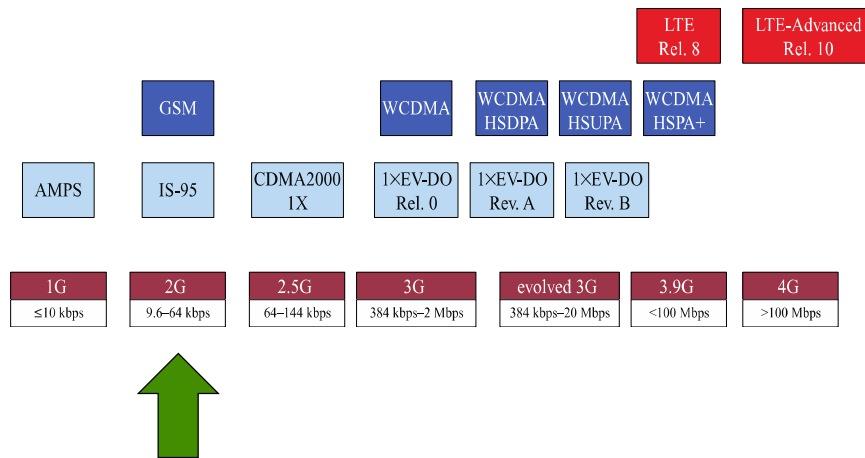 LTE
Rel. 8
LTE-Advanced
Rel. 10
GSM
WCDMA
WCDMA
HSDPA
WCDMA
HSUPA
WCDMA
HSPA+
AMPS
IS-95
CDMA2000
1X
1×EV-DO
Rel. 0
1×EV-DO
Rev. A
1×EV-DO
Rev. B
1G
≤10 kbps
2G
9.6–64 kbps
2.5G
64–144 kbps
3G
384 kbps–2 Mbps
evolved 3G
384 kbps–20 Mbps
3.9G
<100 Mbps
4G
>100 Mbps